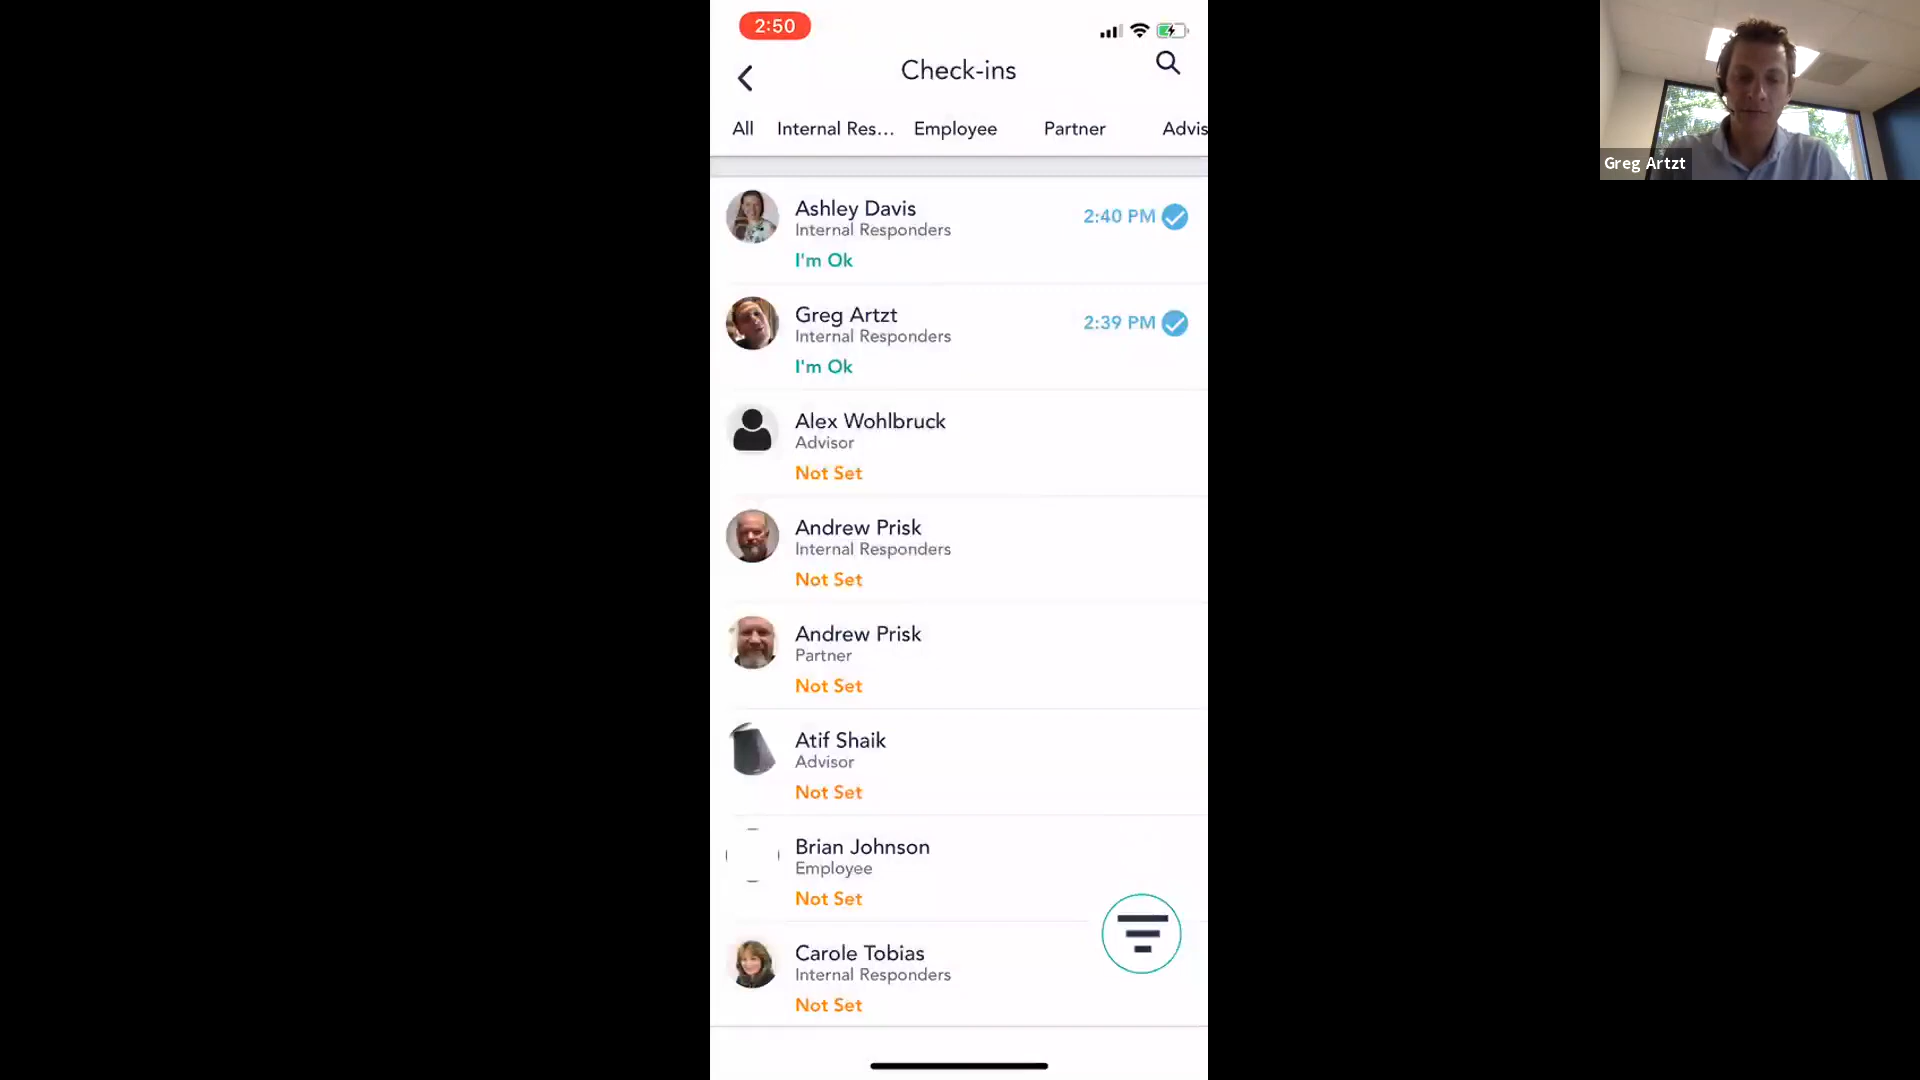 2:50
Check-ins
All Internal Res... Employee Partner Advis
Ashley Davis
2:40 PM
Internal Responders
I'm Ok
Greg Artzt
2:39 PM
Internal Responders
I'm Ok
Alex Wohlbruck
Advisor
Not Set
Andrew Prisk
Internal Responders
Not Set
Andrew Prisk
Partner
Not Set
Atif Shaik
Advisor
Not Set
Brian Johnson
Employee
Not Set
Carole Tobias
Internal Responders
Not Set
Greg Artzt